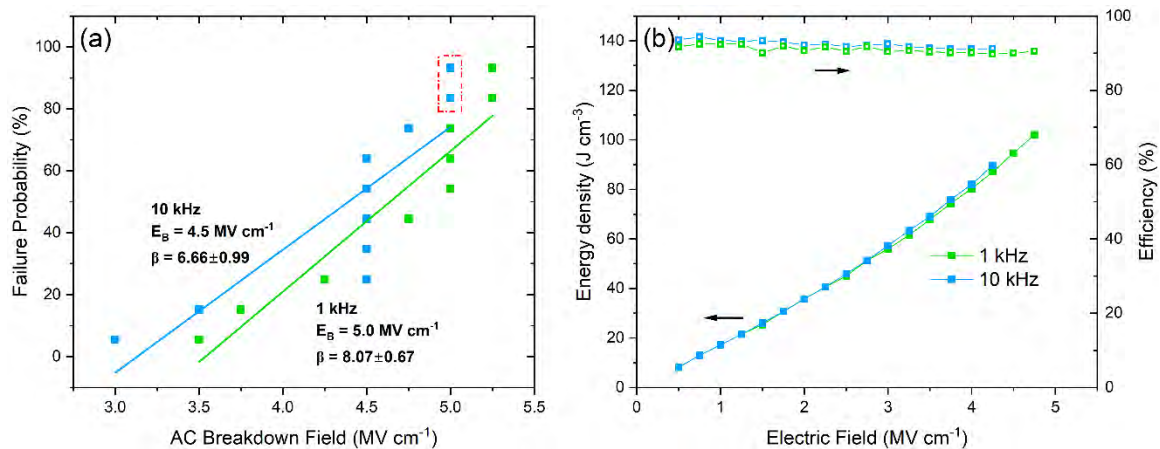 (a)
Failure Probability (%)
100
80
60
40
20
0
10 kHz
E_B = 4.5 MV cm⁻¹
β = 6.66±0.99
1 kHz
E_B = 5.0 MV cm⁻¹
β = 8.07±0.67
3.0 3.5 4.0 4.5 5.0 5.5
AC Breakdown Field (MV cm⁻¹)
(b)
Energy density (J cm⁻³)
140
120
100
80
60
40
20
0
1 kHz
10 kHz
0 1 2 3 4 5
Electric Field (MV cm⁻¹)
100
80
60
40
20
0
Efficiency (%)